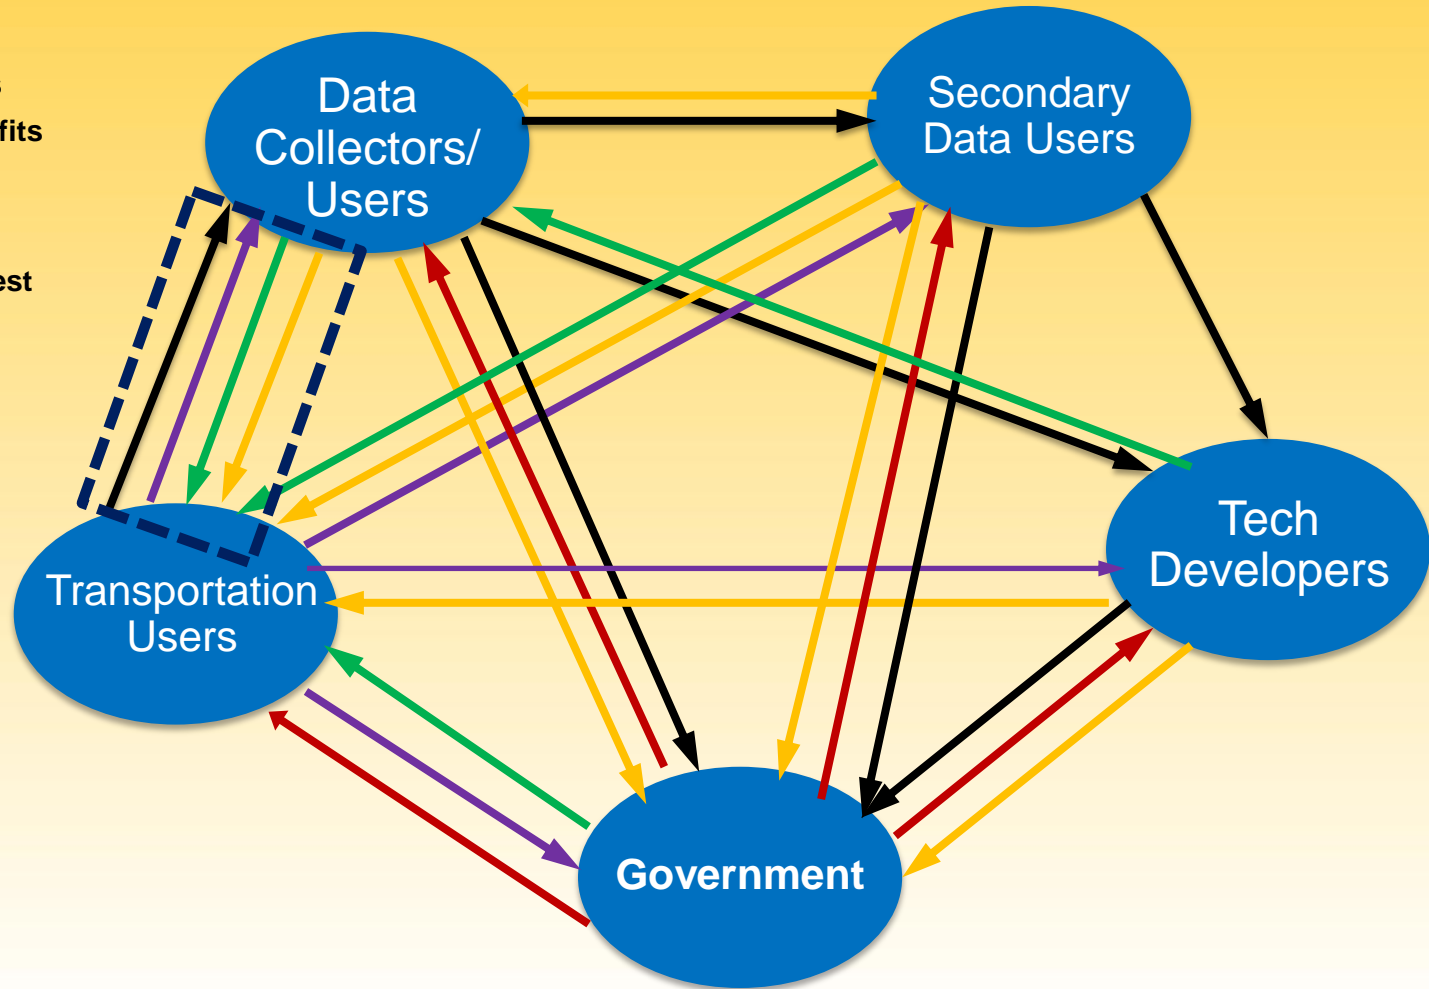 Data
Collectors/
Users
Secondary
Data Users
Tech
Developers
Transportation
Users
Government